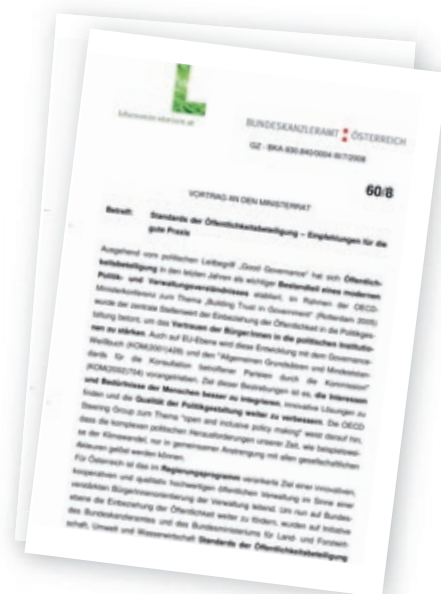 lebensministerium.at
BUNDESKANZLERAMT ÖSTERREICH
GZ - BKA-930.840/0004-III/7/2008
60/8
VORTRAG AN DEN MINISTERRAT
Betreff: Standards der Öffentlichkeitsbeteiligung – Empfehlungen für die
gute Praxis
Ausgehend vom politischen Leitbegriff „Good Governance“ hat sich Öffentlich-
keitsbeteiligung in den letzten Jahren als wichtiger Bestandteil eines modernen
Politik- und Verwaltungsverständnisses etabliert. Im Rahmen der OECD-
Ministerkonferenz zum Thema „Building Trust in Government“ (Rotterdam 2005)
wurde der zentrale Stellenwert der Einbeziehung der Öffentlichkeit in die Politikges-
taltung betont, um das Vertrauen der BürgerInnen in die politischen Institutio-
nen zu stärken. Auch auf EU-Ebene wird diese Entwicklung mit dem Governance-
Weißbuch (KOM(2001)428) und den "Allgemeinen Grundsätzen und Mindeststan-
dards für die Konsultation betroffener Parteien durch die Kommission"
(KOM(2002)704) vorangetrieben. Ziel dieser Bestrebungen ist es, die Interessen
und Bedürfnisse der Menschen besser zu integrieren, innovative Lösungen zu
finden und die Qualität der Politikgestaltung weiter zu verbessern. Die OECD
Steering Group zum Thema "open and inclusive policy making" weist darauf hin,
dass die komplexen politischen Herausforderungen unserer Zeit, wie beispielswei-
se der Klimawandel, nur in gemeinsamer Anstrengung mit allen gesellschaftlichen
Akteuren gelöst werden können.
Für Österreich ist das im Regierungsprogramm verankerte Ziel einer innovativen,
kooperativen und qualitativ hochwertigen öffentlichen Verwaltung im Sinne einer
verstärkten BürgerInnenorientierung der Verwaltung leitend. Um nun auf Bundes-
ebene die Einbeziehung der Öffentlichkeit weiter zu fördern, wurden auf Initiative
des Bundeskanzleramtes und des Bundesministeriums für Land- und Forstwirt-
schaft, Umwelt und Wasserwirtschaft Standards der Öffentlichkeitsbeteiligung